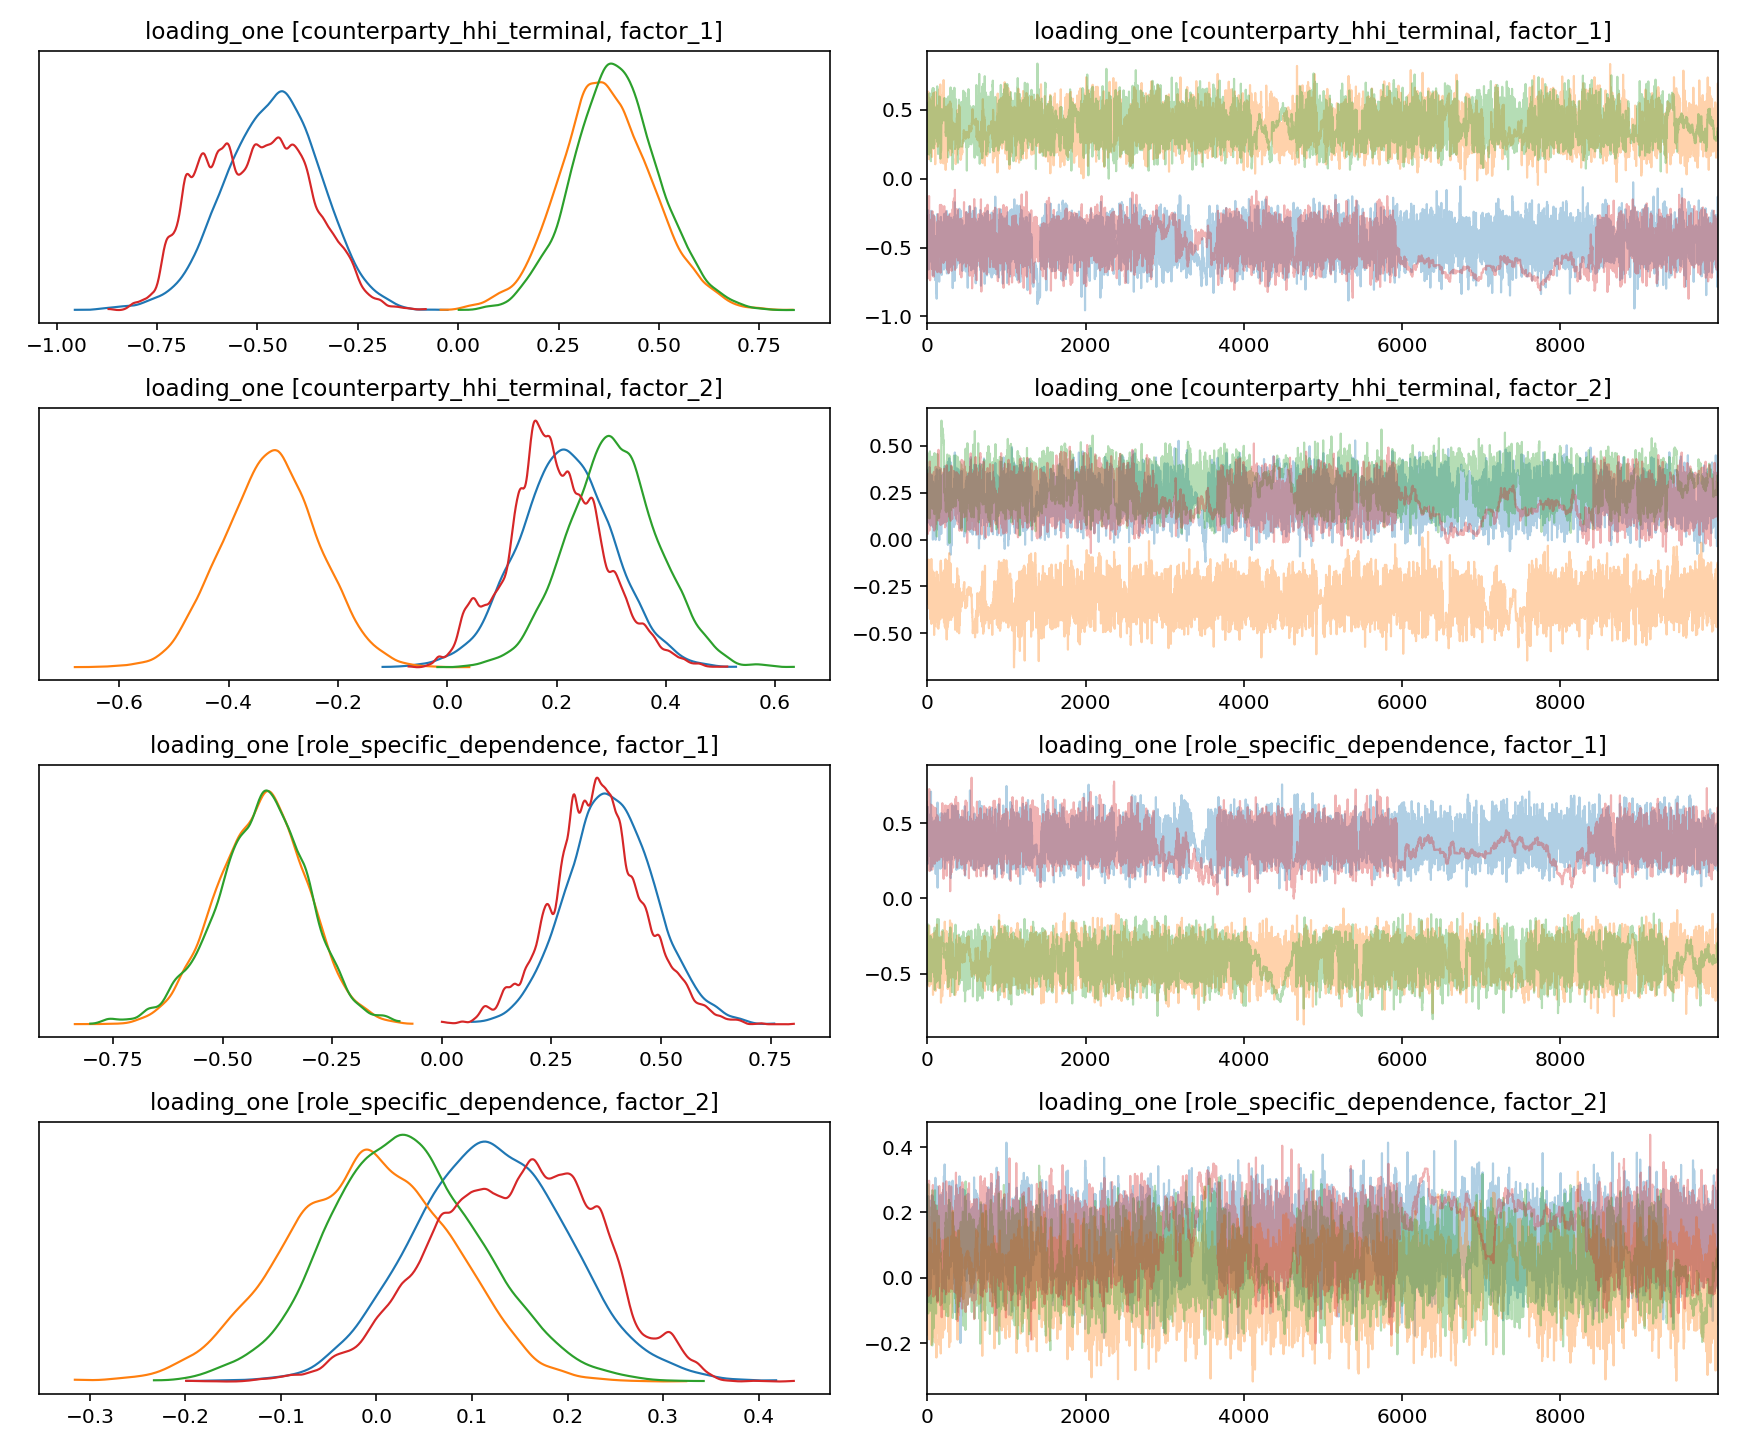 loading_one [counterparty_hhi_terminal, factor_1]
loading_one [counterparty_hhi_terminal, factor_1]
0.5
0.0
−0.5
−1.0
−1.00 −0.75 −0.50 −0.25 0.00 0.25 0.50 0.75
0 2000 4000 6000 8000
loading_one [counterparty_hhi_terminal, factor_2]
loading_one [counterparty_hhi_terminal, factor_2]
0.50
0.25
0.00
−0.25
−0.50
−0.6 −0.4 −0.2 0.0 0.2 0.4 0.6
0 2000 4000 6000 8000
loading_one [role_specific_dependence, factor_1]
loading_one [role_specific_dependence, factor_1]
0.5
0.0
−0.5
−0.75 −0.50 −0.25 0.00 0.25 0.50 0.75
0 2000 4000 6000 8000
loading_one [role_specific_dependence, factor_2]
loading_one [role_specific_dependence, factor_2]
0.4
0.2
0.0
−0.2
−0.3 −0.2 −0.1 0.0 0.1 0.2 0.3 0.4
0 2000 4000 6000 8000